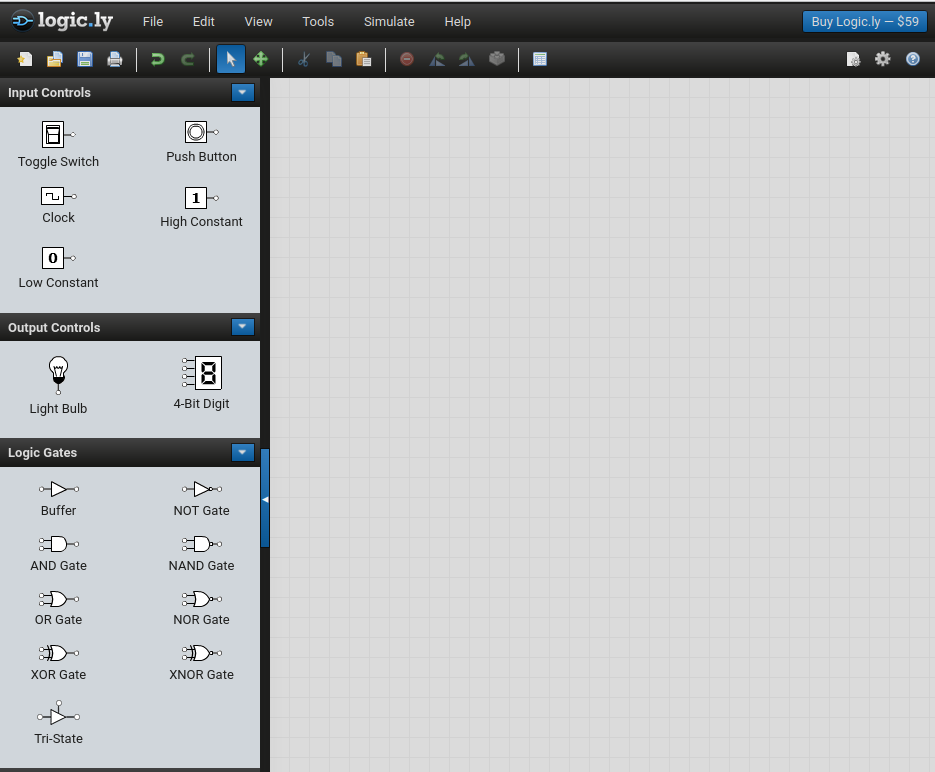 logic.ly File Edit View Tools Simulate Help Buy Logic.ly — $59
Input Controls
Toggle Switch Push Button
Clock High Constant
1
0
Low Constant
Output Controls
8
Light Bulb 4-Bit Digit
Logic Gates
Buffer NOT Gate
AND Gate NAND Gate
OR Gate NOR Gate
XOR Gate XNOR Gate
Tri-State